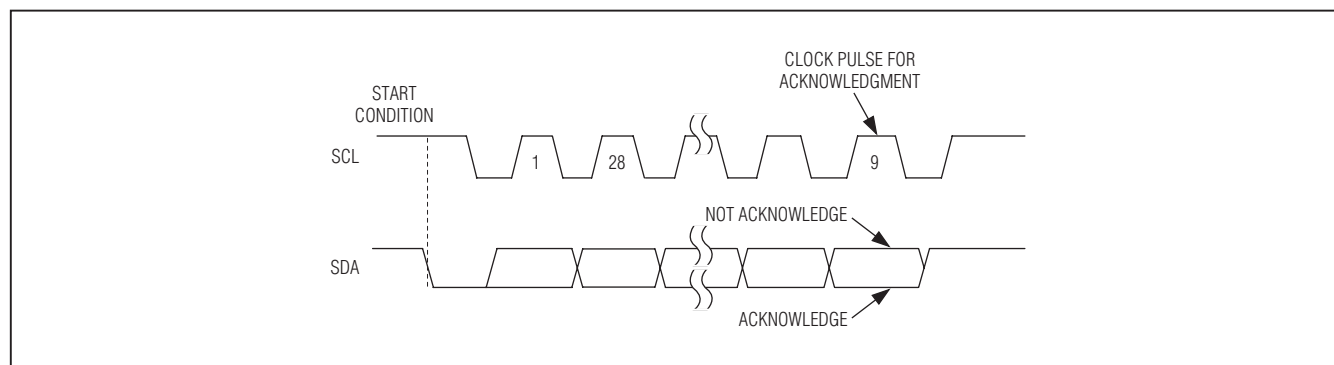 CLOCK PULSE FOR
ACKNOWLEDGMENT
START
CONDITION
SCL
1
28
9
NOT ACKNOWLEDGE
SDA
ACKNOWLEDGE